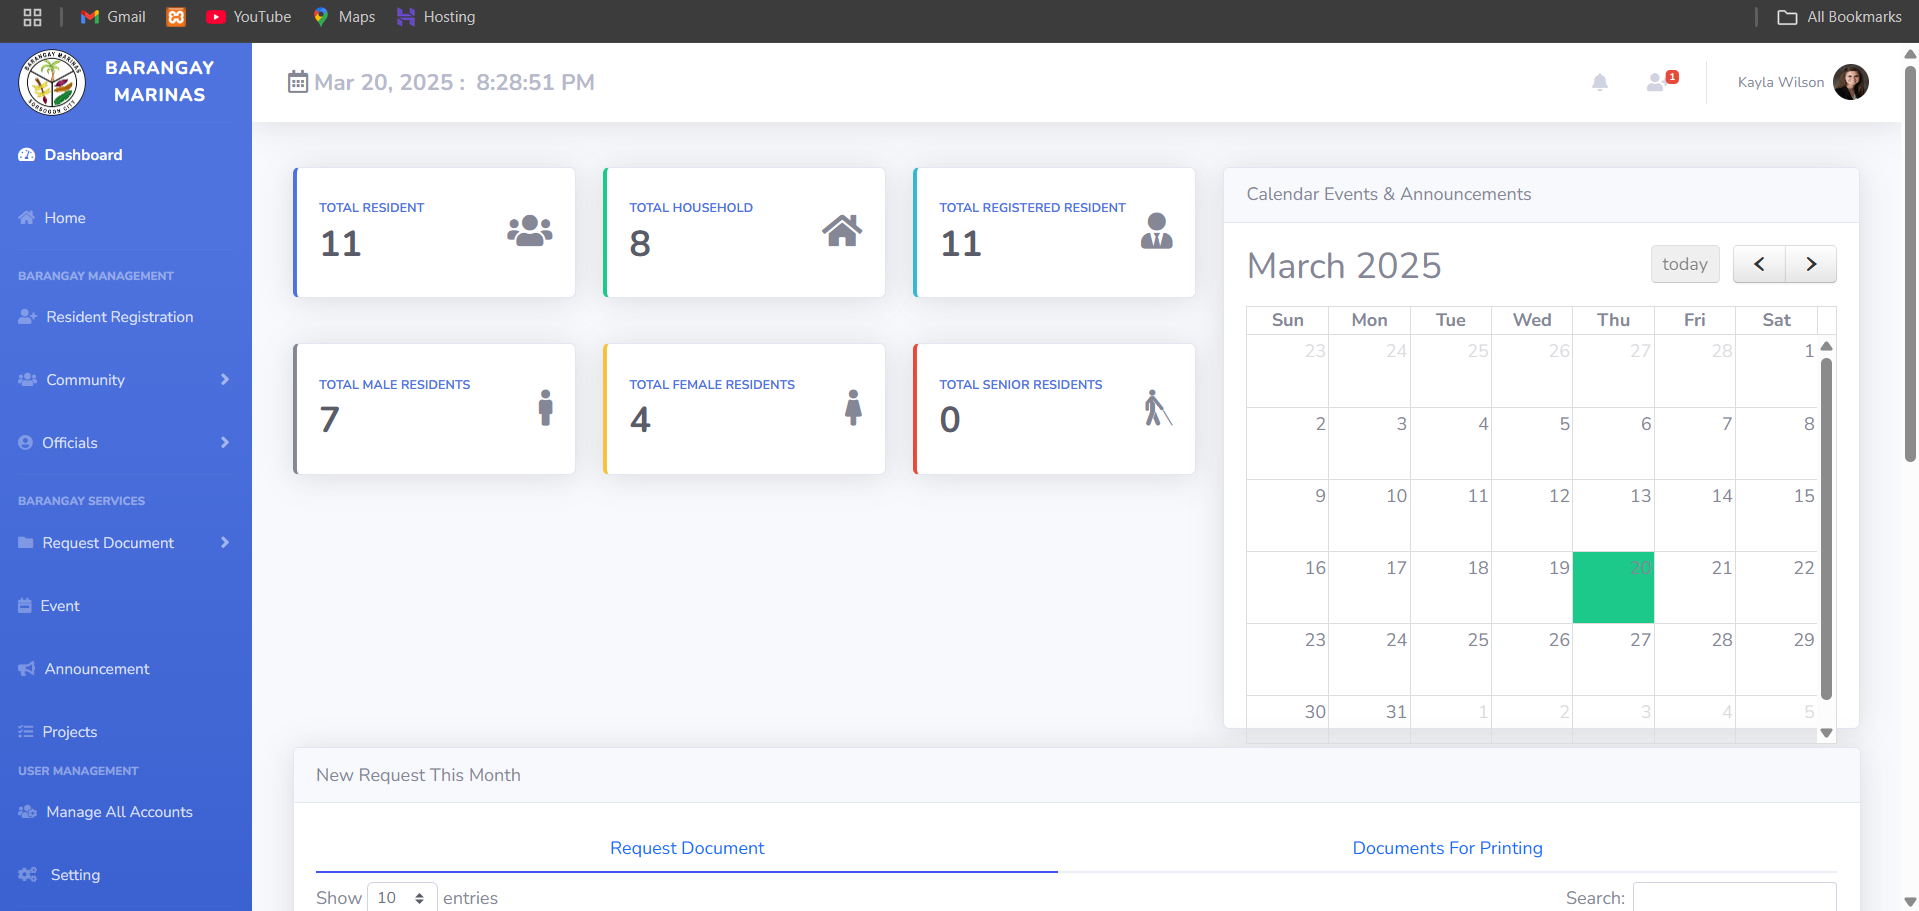 Gmail
YouTube
Maps
Hosting
All Bookmarks
BARANGAY MARINAS
SORSOGON CITY
BARANGAY
MARINAS
Mar 20, 2025 : 8:28:51 PM
1
Kayla Wilson
Dashboard
Home
BARANGAY MANAGEMENT
Resident Registration
Community
Officials
BARANGAY SERVICES
Request Document
Event
Announcement
Projects
USER MANAGEMENT
Manage All Accounts
Setting
TOTAL RESIDENT
11
TOTAL HOUSEHOLD
8
TOTAL REGISTERED RESIDENT
11
TOTAL MALE RESIDENTS
7
TOTAL FEMALE RESIDENTS
4
TOTAL SENIOR RESIDENTS
0
Calendar Events & Announcements
March 2025
today
Sun Mon Tue Wed Thu Fri Sat
23 24 25 26 27 28 1
2 3 4 5 6 7 8
9 10 11 12 13 14 15
16 17 18 19 20 21 22
23 24 25 26 27 28 29
30 31 1 2 3 4 5
New Request This Month
Request Document
Documents For Printing
Show 10 entries
Search: